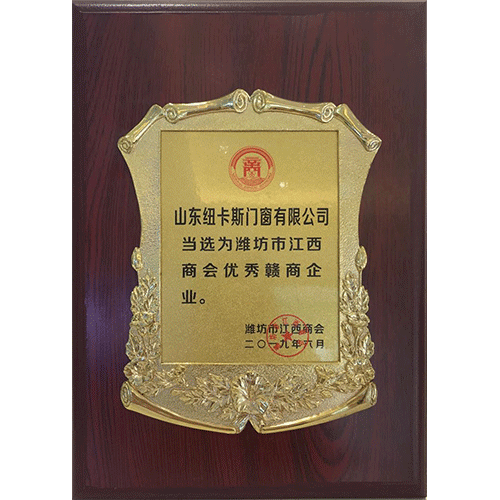 山东纽卡斯门窗有限公司
当选为潍坊市江西
商会优秀赣商企
业。
潍坊市江西商会
二〇一九年六月